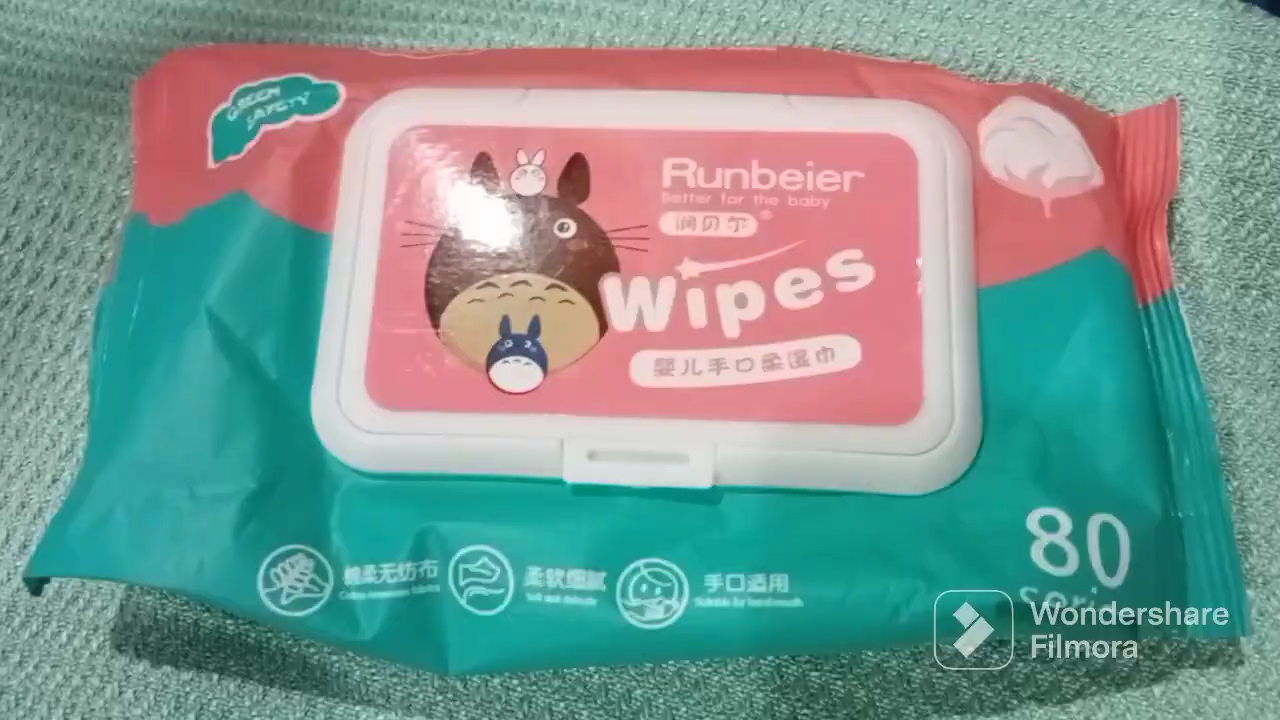 GREEN
SAFETY
Runbeier
Better for the baby
润贝尔®
Wipes
婴儿手口柔湿巾
棉柔无纺布
柔软细腻
Soft and delicate
手口适用
Suitable for hand mouth
80
Wondershare
Filmora